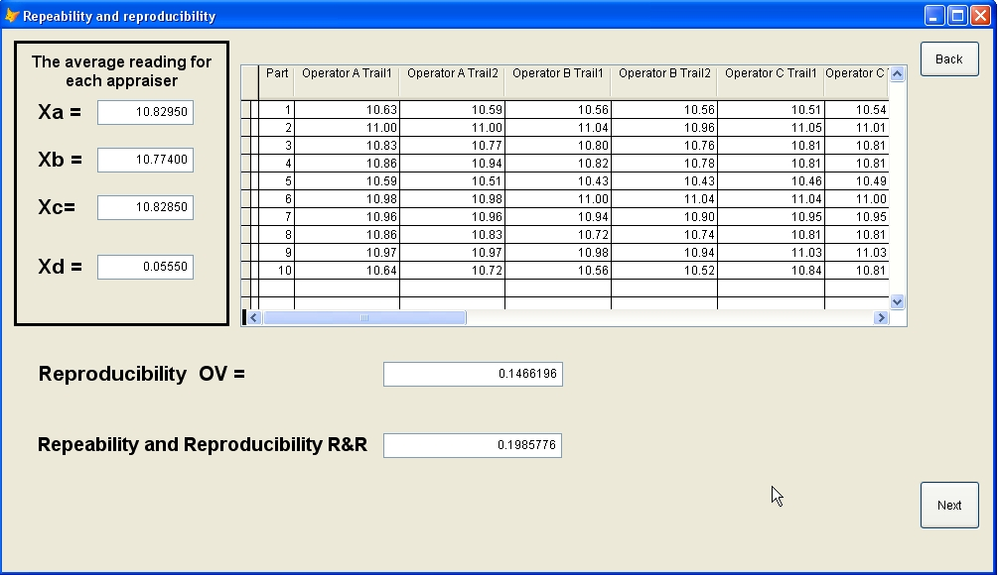 Repeability and reproducibility
The average reading for
each appraiser
Xa = 10.82950
Xb = 10.77400
Xc= 10.82850
Xd = 0.05550
Part Operator A Trail1 Operator A Trail2 Operator B Trail1 Operator B Trail2 Operator C Trail1 Operator C T
1 10.63 10.59 10.56 10.56 10.51 10.54
2 11.00 11.00 11.04 10.96 11.05 11.01
3 10.83 10.77 10.80 10.76 10.81 10.81
4 10.86 10.94 10.82 10.78 10.81 10.81
5 10.59 10.51 10.43 10.43 10.46 10.49
6 10.98 10.98 11.00 11.04 11.04 11.00
7 10.96 10.96 10.94 10.90 10.95 10.95
8 10.86 10.83 10.72 10.74 10.81 10.81
9 10.97 10.97 10.98 10.94 11.03 11.03
10 10.64 10.72 10.56 10.52 10.84 10.81
Back
Reproducibility OV = 0.1466196
Repeability and Reproducibility R&R 0.1985776
Next